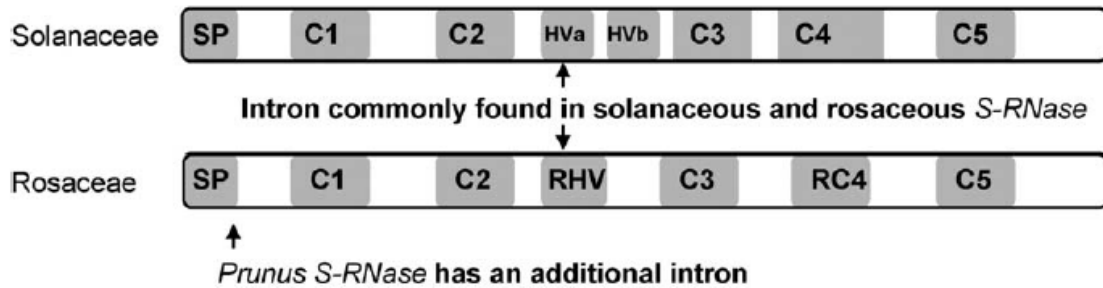 Solanaceae SP C1 C2 HVa HVb C3 C4 C5
Intron commonly found in solanaceous and rosaceous S-RNase
Rosaceae SP C1 C2 RHV C3 RC4 C5
Prunus S-RNase has an additional intron